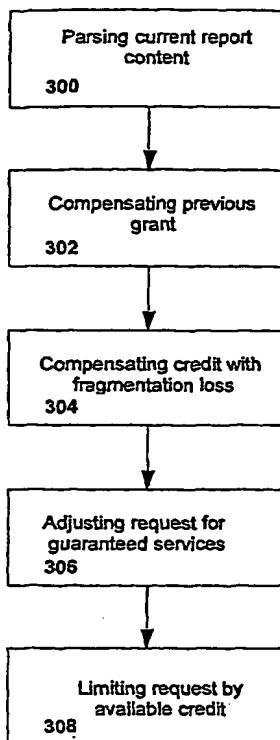 Parsing current report
content
300
Compensating previous
grant
302
Compensating credit with
fragmentation loss
304
Adjusting request for
guaranteed services
306
Limiting request by
available credit
308